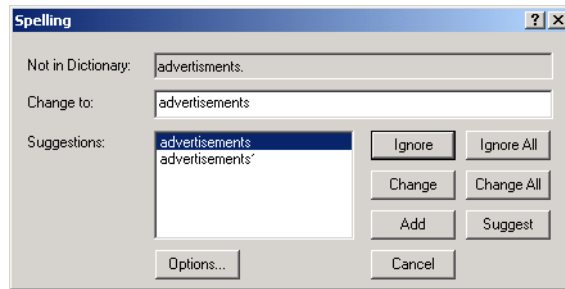 Spelling
Not in Dictionary: advertisments.
Change to: advertisements
Suggestions: advertisements
advertisements´
Ignore Ignore All
Change Change All
Add Suggest
Options... Cancel